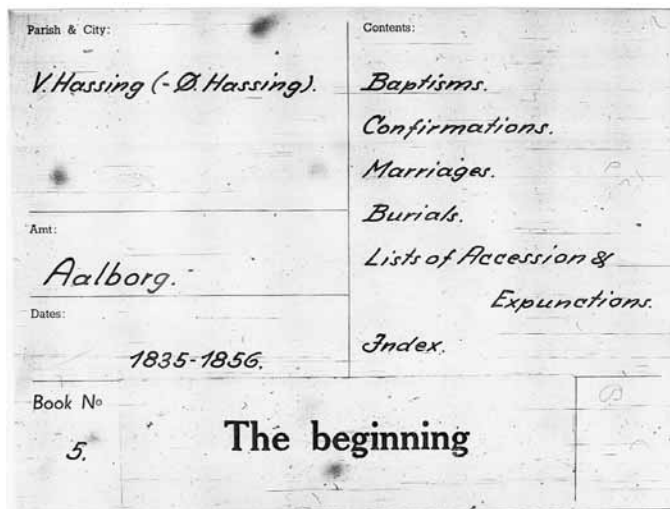 Parish & City:
V. Hassing (-Ø. Hassing).
Amt:
Aalborg.
Dates:
1835-1856.
Book No
5.
Contents:
Baptisms.
Confirmations.
Marriages.
Burials.
Lists of Accession &
Expunctions.
Index.
The beginning